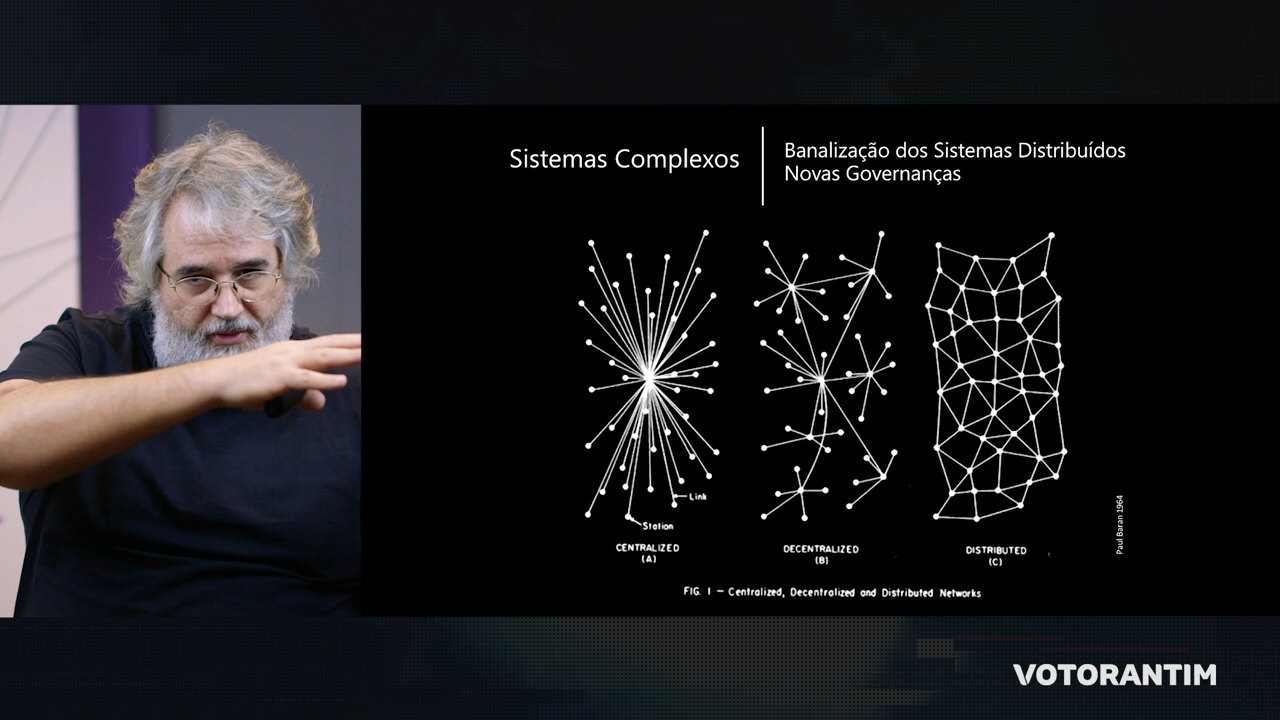 Sistemas Complexos
Banalização dos Sistemas Distribuídos
Novas Governanças
Link
Station
CENTRALIZED
(A)
DECENTRALIZED
(B)
DISTRIBUTED
(C)
Paul Baran 1964
FIG. I — Centralized, Decentralized and Distributed Networks
VOTORANTIM